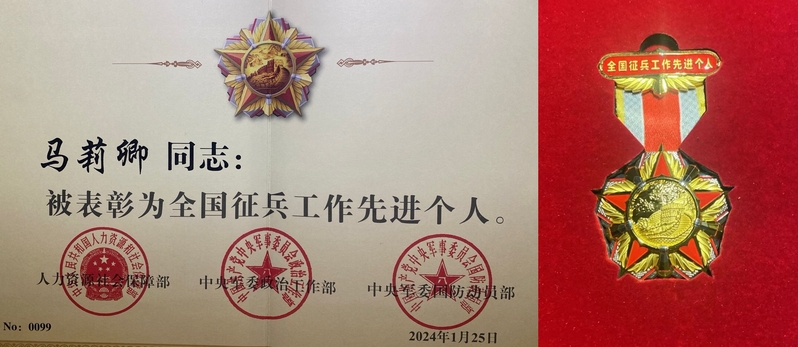 马莉卿 同志：
被表彰为全国征兵工作先进个人。
人力资源社会保障部
中央军委政治工作部
中央军委国防动员部
No：0099
2024年1月25日
全国征兵工作先进个人